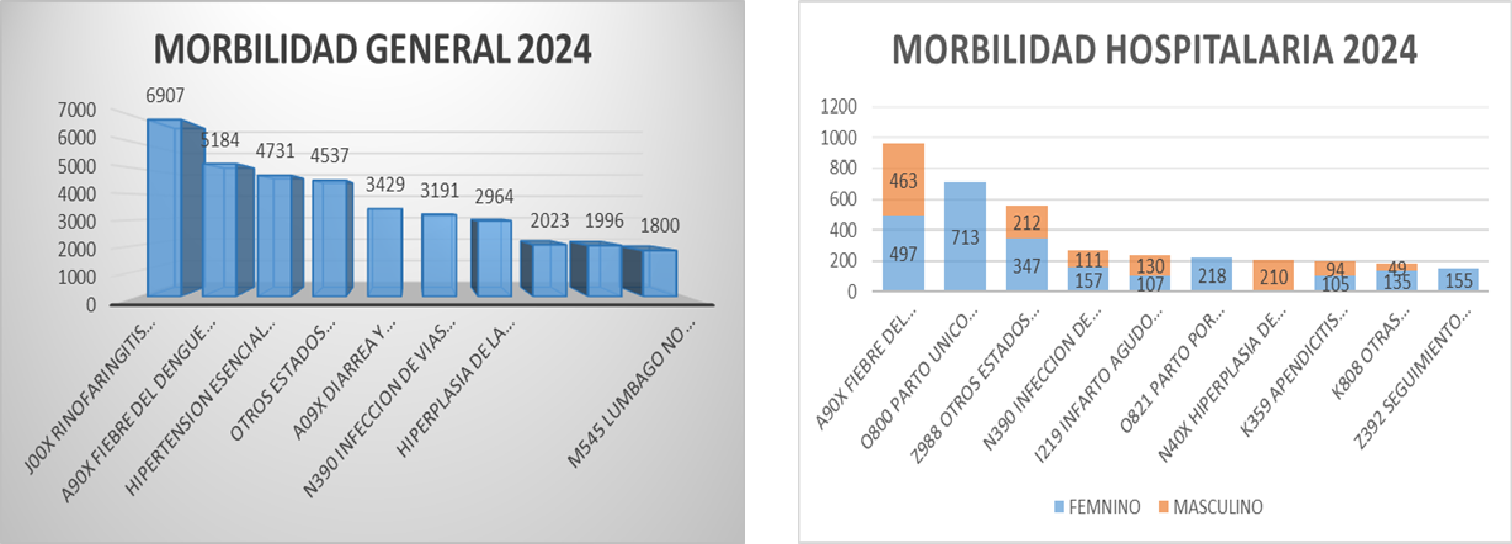 MORBILIDAD GENERAL 2024
7000
6000
5000
4000
3000
2000
1000
0
6907
5184
4731
4537
3429
3191
2964
2023
1996
1800
J00X RINOFARINGITIS...
A90X FIEBRE DEL DENGUE...
HIPERTENSION ESENCIAL...
OTROS ESTADOS...
A09X DIARREA Y...
N390 INFECCION DE VIAS...
HIERPLASIA DE LA...
M545 LUMBAGO NO...
MORBILIDAD HOSPITALARIA 2024
1200
1000
800
600
400
200
0
463
497
713
212
347
111
157
130
107
218
210
94
105
49
135
155
A90X FIEBRE DEL...
O800 PARTO UNICO...
Z988 OTROS ESTADOS...
N390 INFECCION DE...
I219 INFARTO AGUDO...
O821 PARTO POR...
N40X HIPERPLASIA DE...
K359 APENDICITIS...
K808 OTRAS...
Z392 SEGUIMIENTO...
FEMNINO
MASCULINO